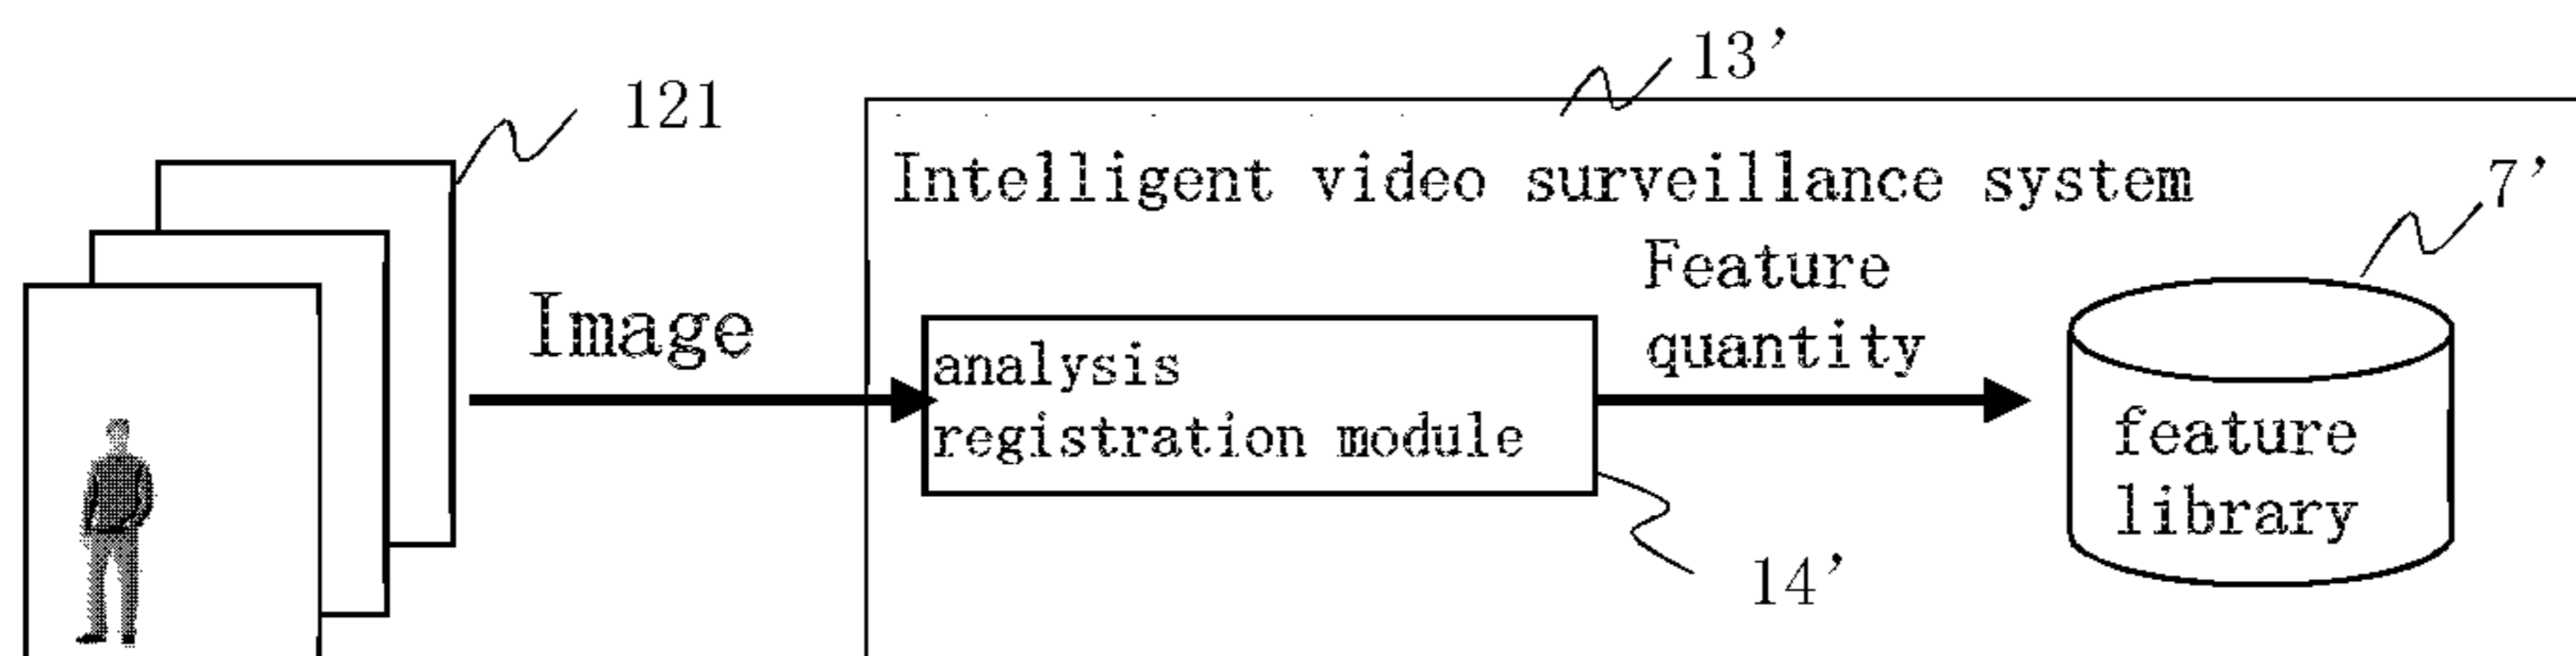 13'
121
Intelligent video surveillance system
7'
Feature
quantity
Image
analysis
registration module
feature
library
14'